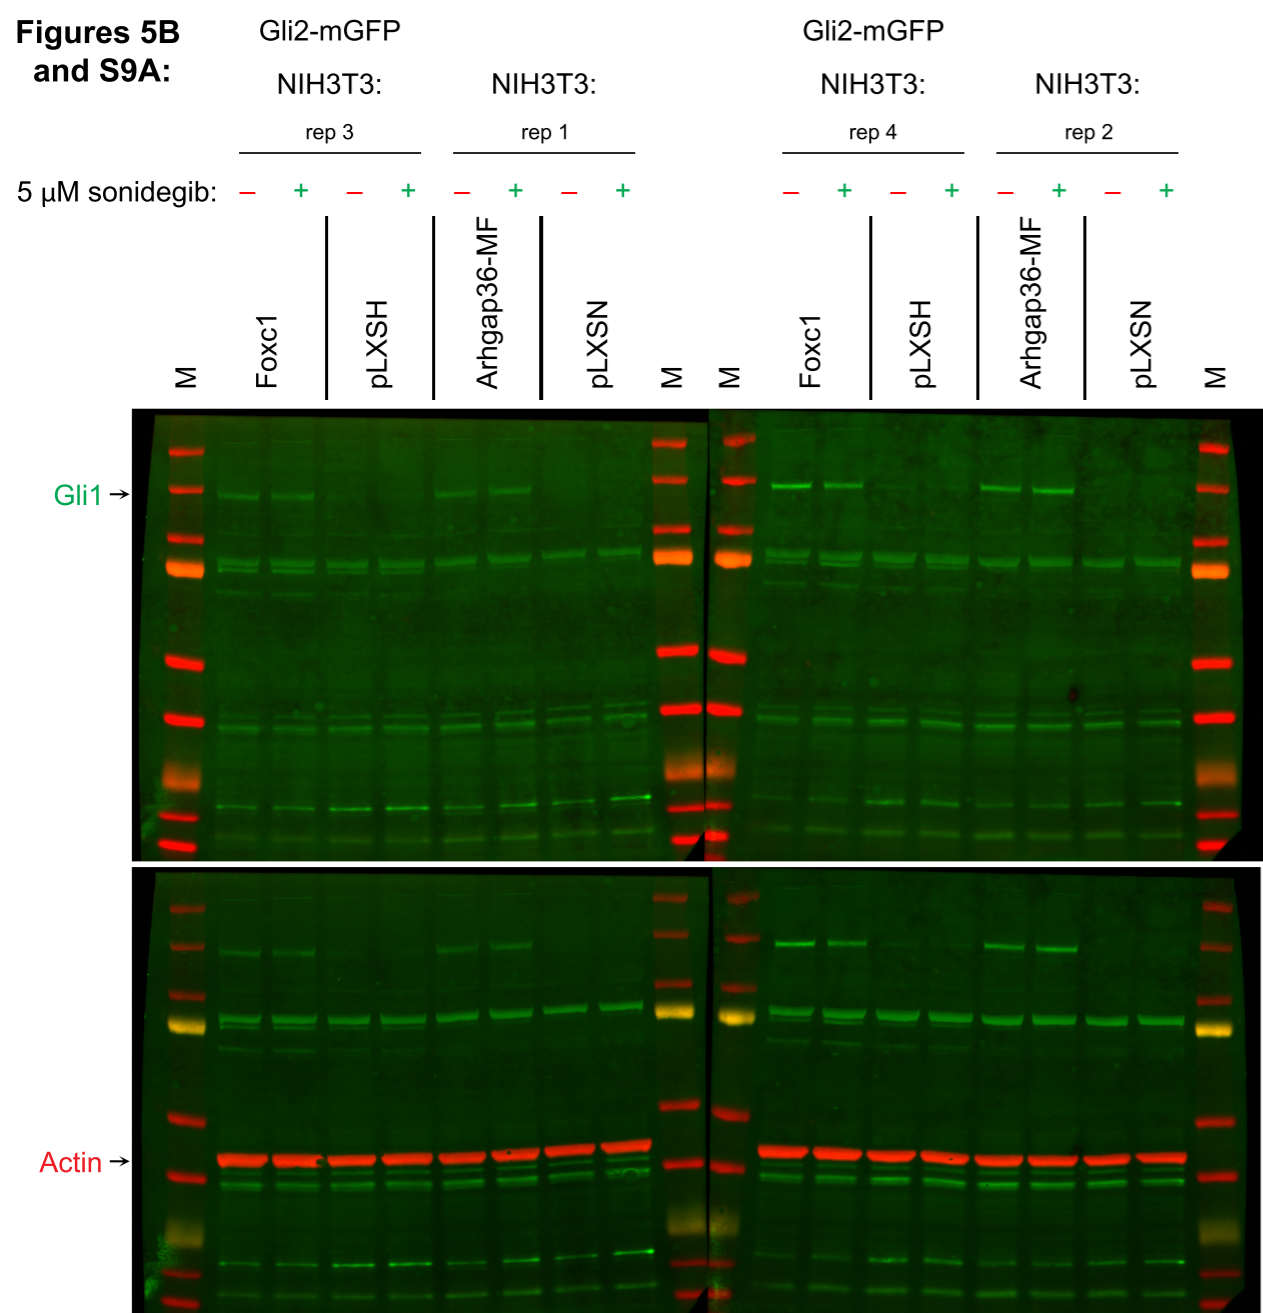 Figures 5B
and S9A:
Gli2-mGFP
Gli2-mGFP
NIH3T3:
NIH3T3:
NIH3T3:
NIH3T3:
rep 3
rep 1
rep 4
rep 2
5 µM sonidegib:
– + – + – + – +
– + – + – + – +
M
Foxc1
pLXSH
Arhgap36-MF
pLXSN
M
M
Foxc1
pLXSH
Arhgap36-MF
pLXSN
M
Gli1→
Actin→